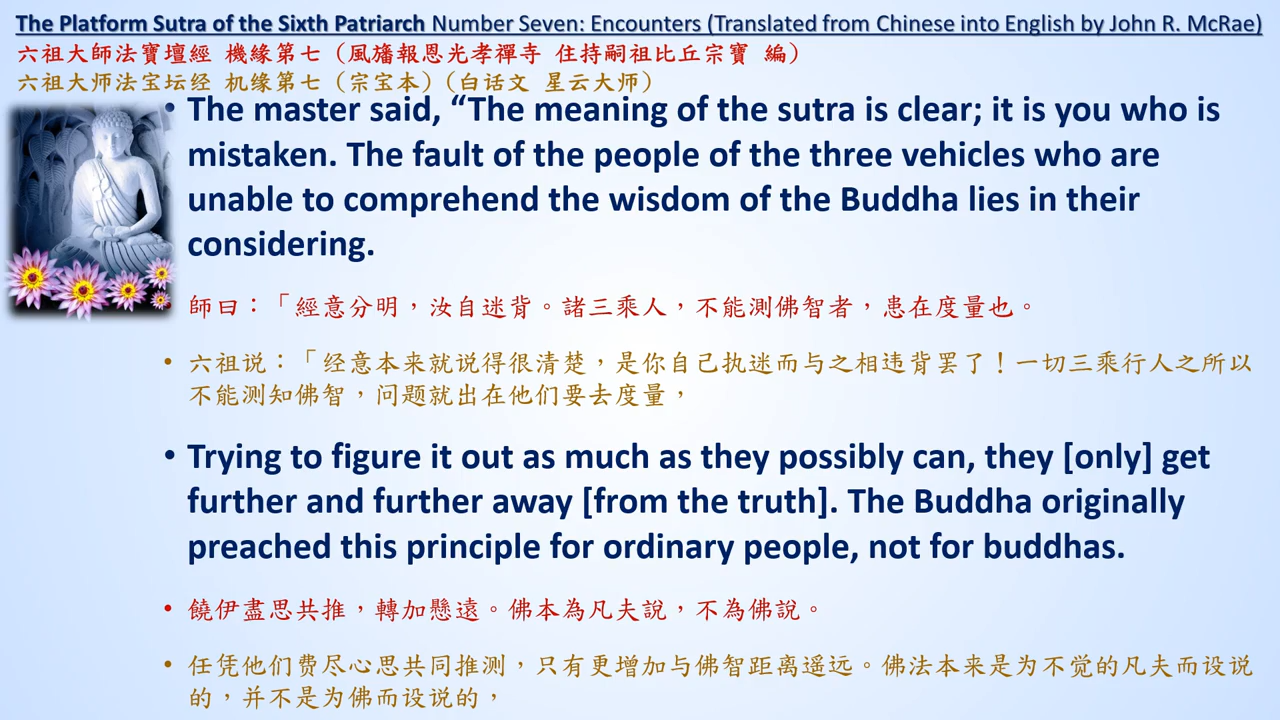 The Platform Sutra of the Sixth Patriarch Number Seven: Encounters (Translated from Chinese into English by John R. McRae)
六祖大師法寶壇經 機緣第七（風旛報恩光孝禪寺 住持嗣祖比丘宗寶 編）
六祖大师法宝坛经 机缘第七（宗宝本）（白话文 星云大师）
• The master said, “The meaning of the sutra is clear; it is you who is
mistaken. The fault of the people of the three vehicles who are
unable to comprehend the wisdom of the Buddha lies in their
considering.
師曰：「經意分明，汝自迷背。諸三乘人，不能測佛智者，患在度量也。
• 六祖说：「经意本来就说得很清楚，是你自己执迷而与之相违背罢了！一切三乘行人之所以
不能测知佛智，问题就出在他们要去度量，
• Trying to figure it out as much as they possibly can, they [only] get
further and further away [from the truth]. The Buddha originally
preached this principle for ordinary people, not for buddhas.
• 饒伊盡思共推，轉加懸遠。佛本為凡夫說，不為佛說。
• 任凭他们费尽心思共同推测，只有更增加与佛智距离遥远。佛法本来是为不觉的凡夫而设说
的，并不是为佛而设说的，